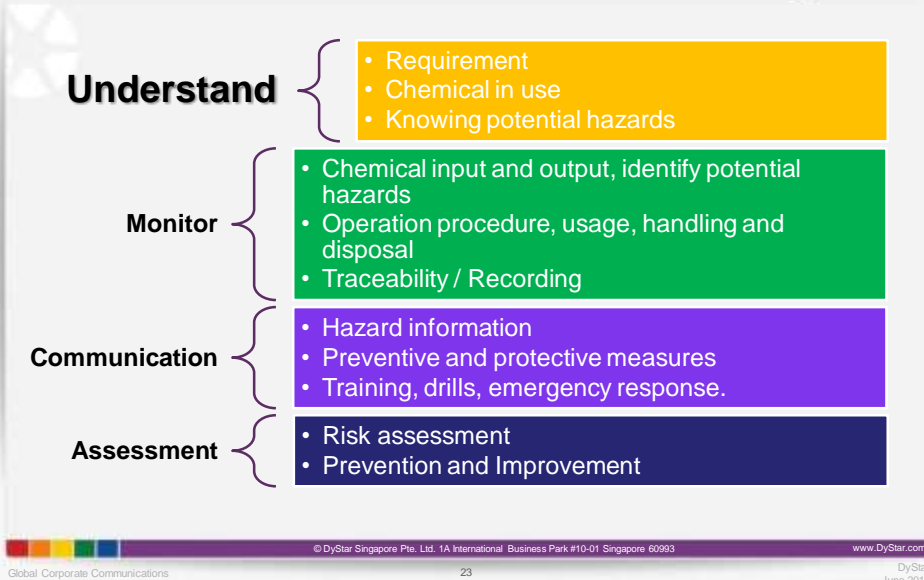 Understand
• Requirement
• Chemical in use
• Knowing potential hazards
Monitor
• Chemical input and output, identify potential
hazards
• Operation procedure, usage, handling and
disposal
• Traceability / Recording
Communication
• Hazard information
• Preventive and protective measures
• Training, drills, emergency response.
Assessment
• Risk assessment
• Prevention and Improvement
© DyStar Singapore Pte. Ltd. 1A International Business Park #10-01 Singapore 60993
www.DyStar.com
Global Corporate Communications
23